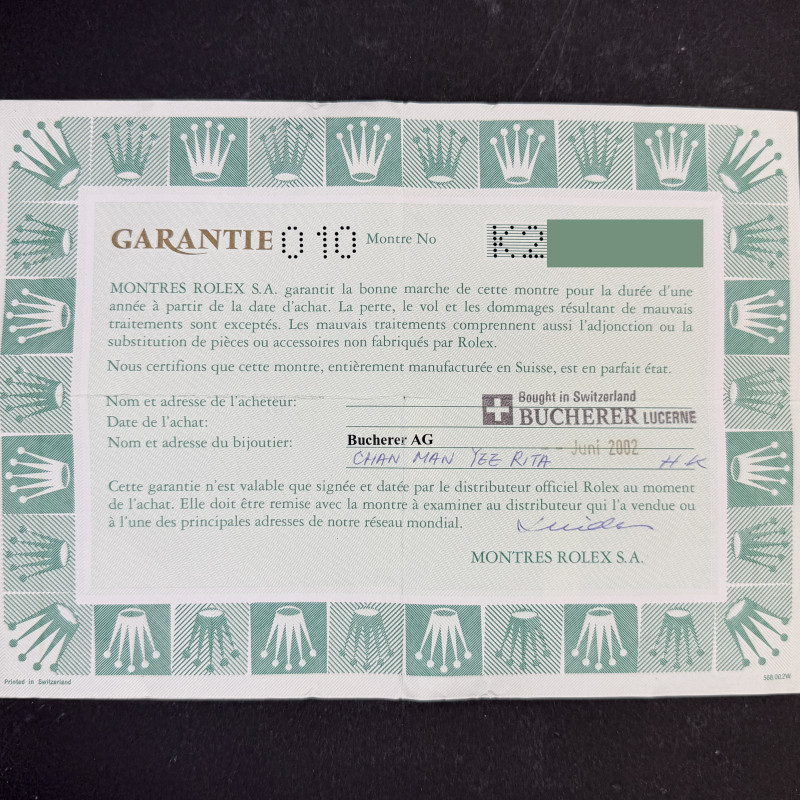 GARANTIE 010 Montre No K2
MONTRES ROLEX S.A. garantit la bonne marche de cette montre pour la durée d'une
année à partir de la date d'achat. La perte, le vol et les dommages résultant de mauvais
traitements sont exceptés. Les mauvais traitements comprennent aussi l'adjonction ou la
substitution de pièces ou accessoires non fabriqués par Rolex.
Nous certifions que cette montre, entièrement manufacturée en Suisse, est en parfait état.
Nom et adresse de l'acheteur:
Bought in Switzerland
BUCHERER LUCERNE
Date de l'achat:
Nom et adresse du bijoutier: Bucherer AG
-- Juni 2002
CHAN MAN YEE RITA HK
Cette garantie n'est valable que signée et datée par le distributeur officiel Rolex au moment
de l'achat. Elle doit être remise avec la montre à examiner au distributeur qui l'a vendue ou
à l'une des principales adresses de notre réseau mondial.
MONTRES ROLEX S.A.
Printed in Switzerland
568.00.2W